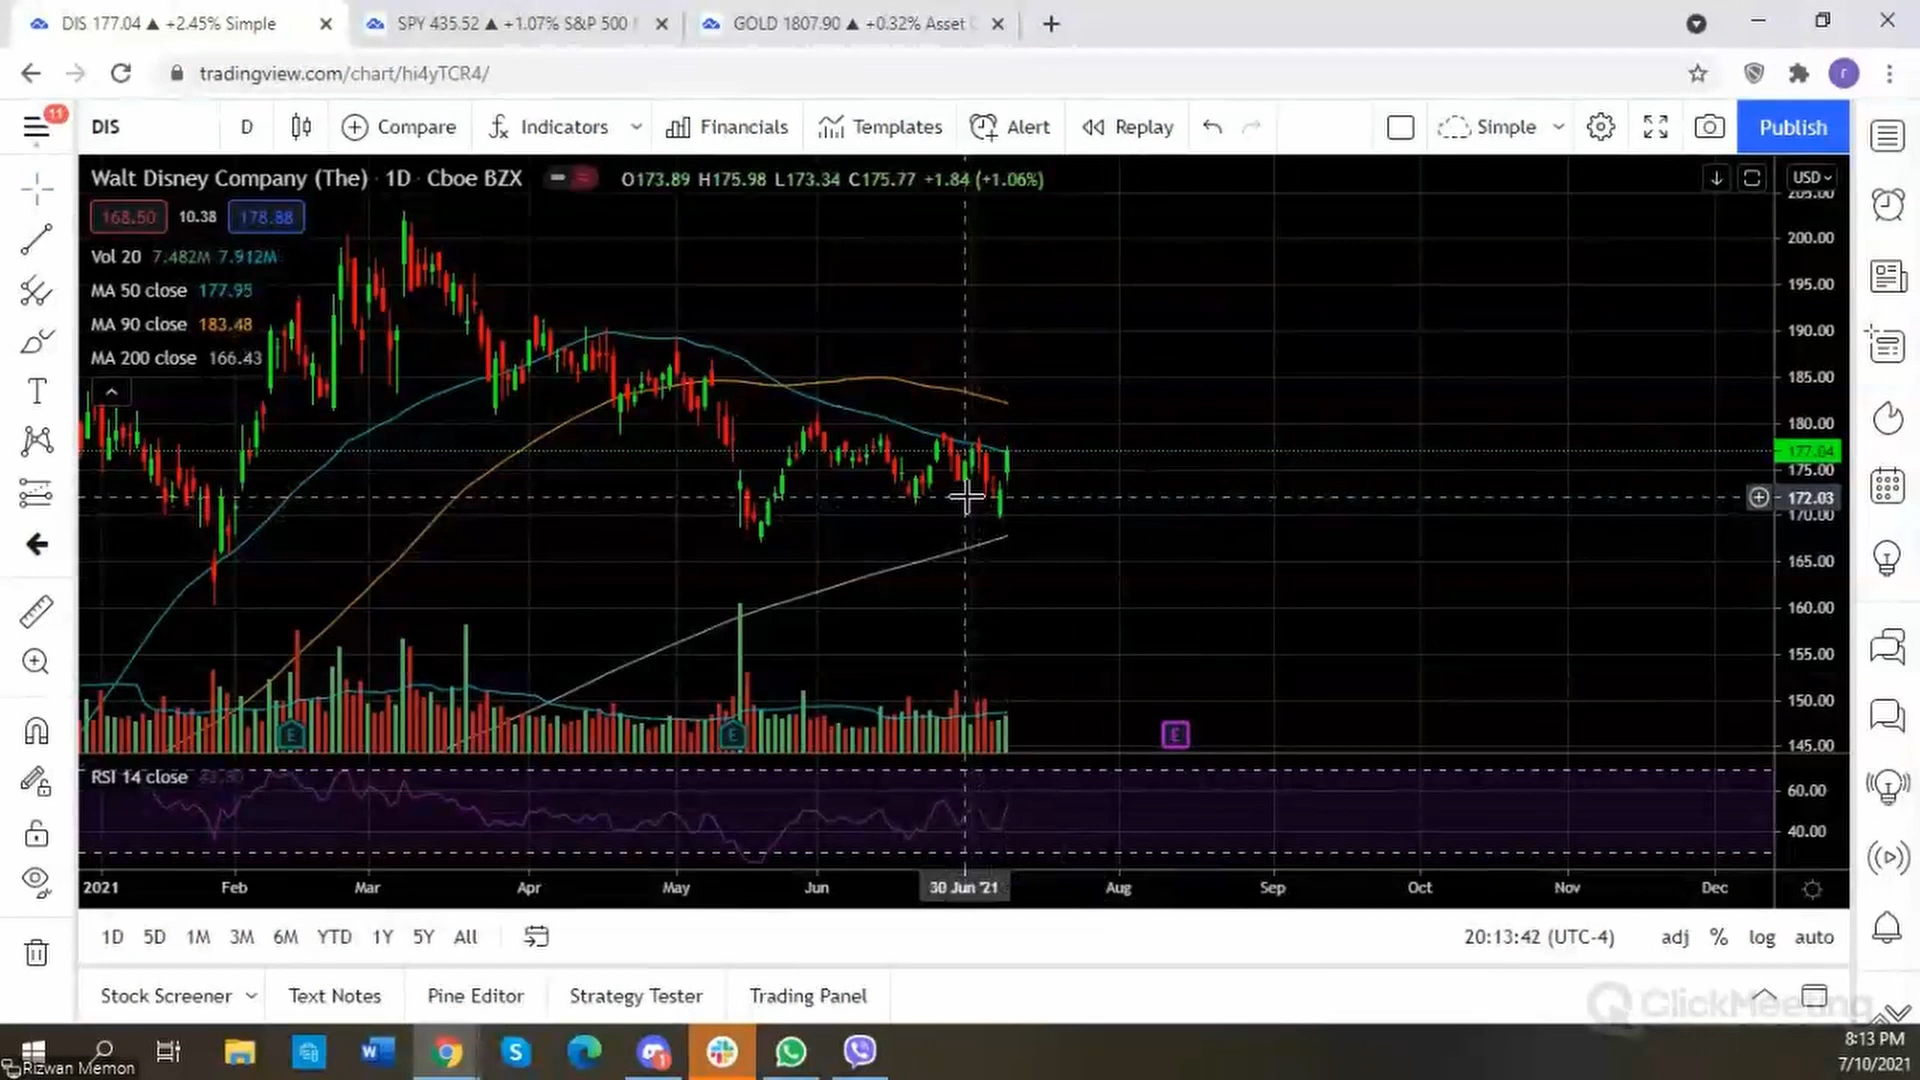 DIS 177.04 ▲ +2.45% Simple
SPY 435.52 ▲ +1.07% S&P 500
GOLD 1807.90 ▲ +0.32% Asset
tradingview.com/chart/hi4yTCR4/
r
11
DIS
D
Compare
Indicators
Financials
Templates
Alert
Replay
Simple
Publish
Walt Disney Company (The) · 1D · Cboe BZX
O173.89 H175.98 L173.34 C175.77 +1.84 (+1.06%)
USD
168.50 10.38 178.88
Vol 20 7.482M 7.912M
MA 50 close 177.95
MA 90 close 183.48
MA 200 close 166.43
205.00
200.00
195.00
190.00
185.00
180.00
177.04
175.00
172.03
170.00
165.00
160.00
155.00
150.00
145.00
E
E
E
RSI 14 close
60.00
40.00
2021 Feb Mar Apr May Jun 30 Jun '21 Aug Sep Oct Nov Dec
1D 5D 1M 3M 6M YTD 1Y 5Y All
20:13:42 (UTC-4) adj % log auto
Stock Screener Text Notes Pine Editor Strategy Tester Trading Panel
ClickMeeting
8:13 PM
Rizwan Memon
7/10/2021